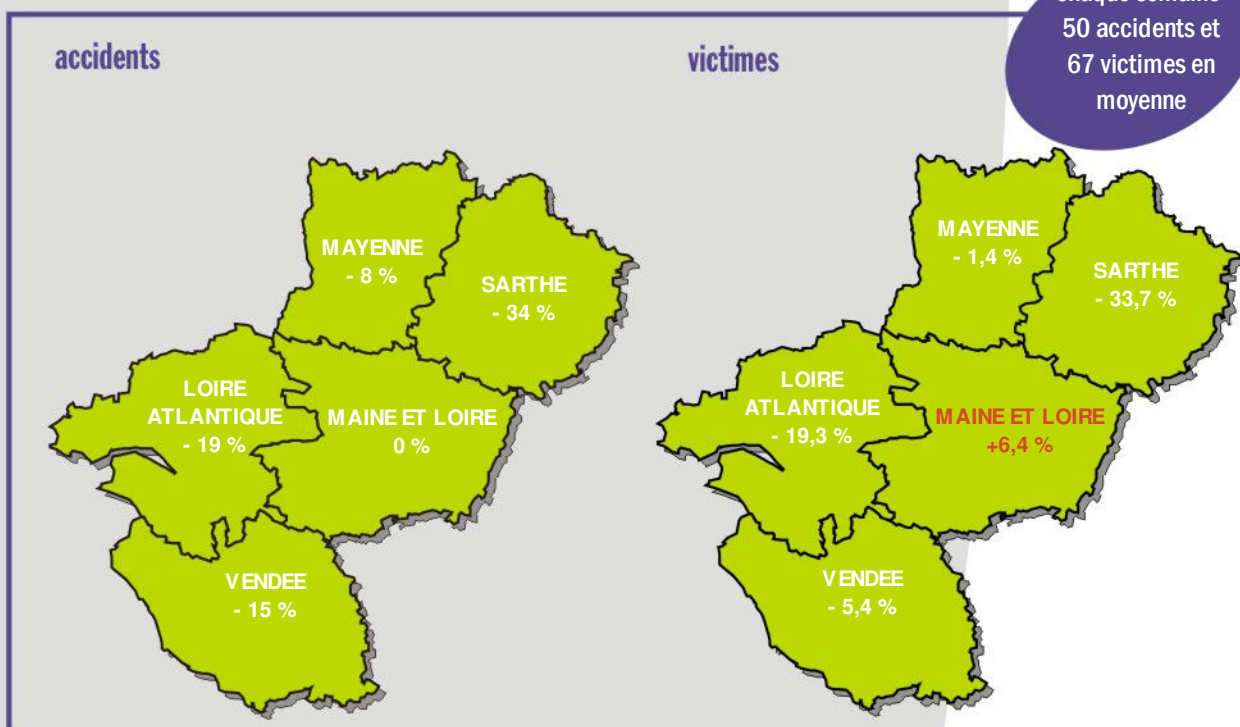 chaque semaine
50 accidents et
67 victimes en
moyenne
accidents
MAYENNE
- 8 %
SARTHE
- 34 %
LOIRE
ATLANTIQUE
- 19 %
MAINE ET LOIRE
0 %
VENDEE
- 15 %
victimes
MAYENNE
- 1,4 %
SARTHE
- 33,7 %
LOIRE
ATLANTIQUE
- 19,3 %
MAINE ET LOIRE
+6,4 %
VENDEE
- 5,4 %